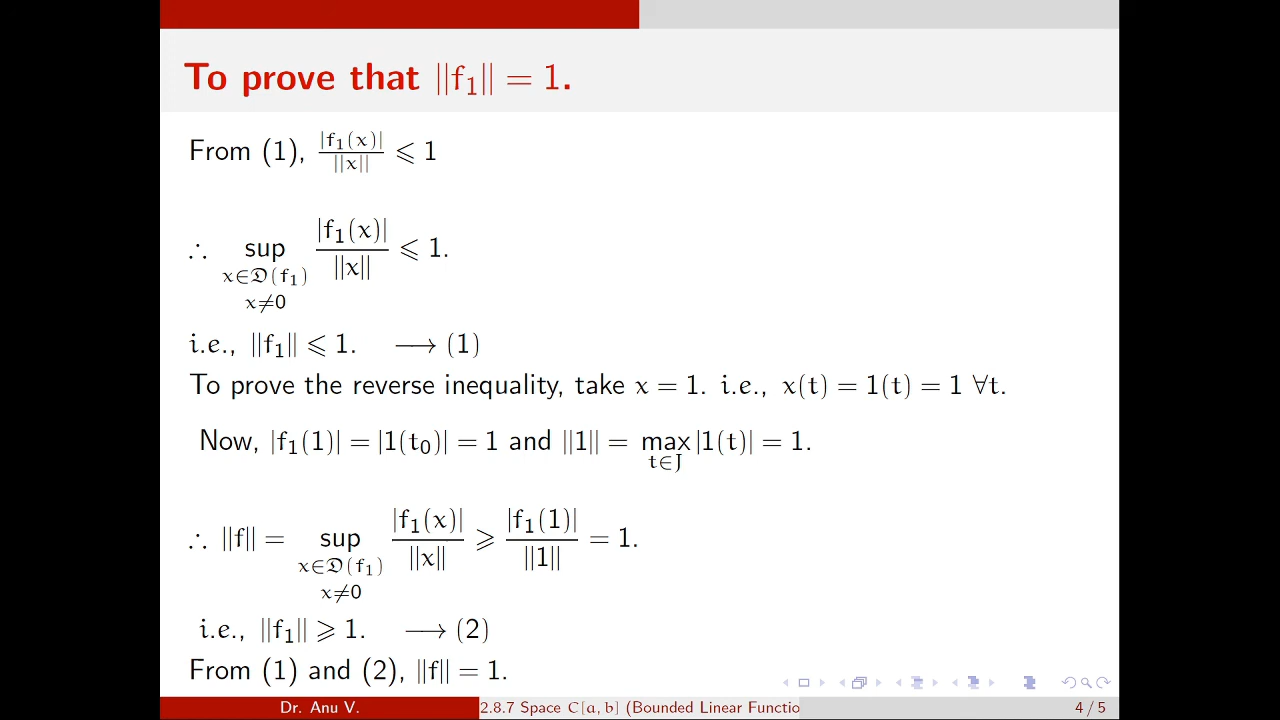 To prove that ||f₁|| = 1.
From (1), |f₁(x)| / ||x|| ⩽ 1
∴ sup_{x∈𝔇(f₁), x≠0} |f₁(x)| / ||x|| ⩽ 1.
i.e., ||f₁|| ⩽ 1. ⟶ (1)
To prove the reverse inequality, take x = 1. i.e., x(t) = 1(t) = 1 ∀t.
Now, |f₁(1)| = |1(t₀)| = 1 and ||1|| = max_{t∈J} |1(t)| = 1.
∴ ||f|| = sup_{x∈𝔇(f₁), x≠0} |f₁(x)| / ||x|| ⩾ |f₁(1)| / ||1|| = 1.
i.e., ||f₁|| ⩾ 1. ⟶ (2)
From (1) and (2), ||f|| = 1.
Dr. Anu V. 2.8.7 Space C[a, b] (Bounded Linear Functio 4 / 5